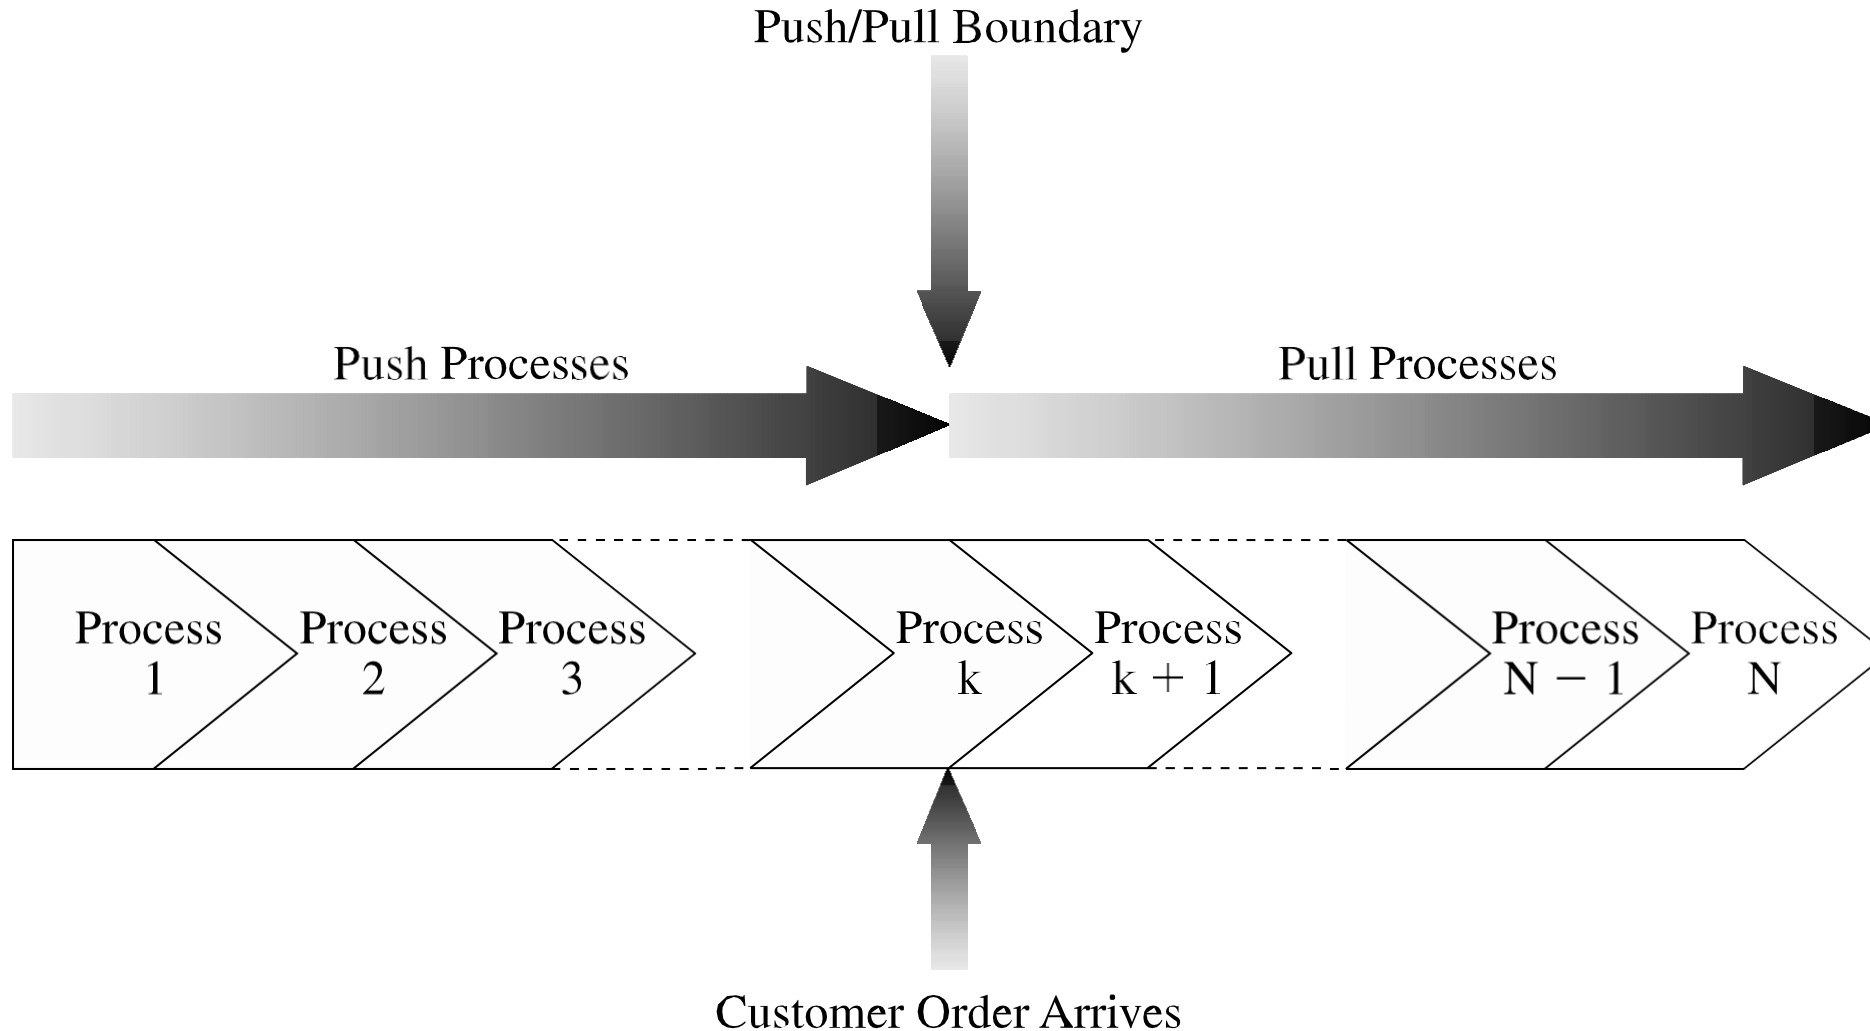 Push/Pull Boundary
Push Processes
Pull Processes
Process
1
Process
2
Process
3
Process
k
Process
k + 1
Process
N − 1
Process
N
Customer Order Arrives